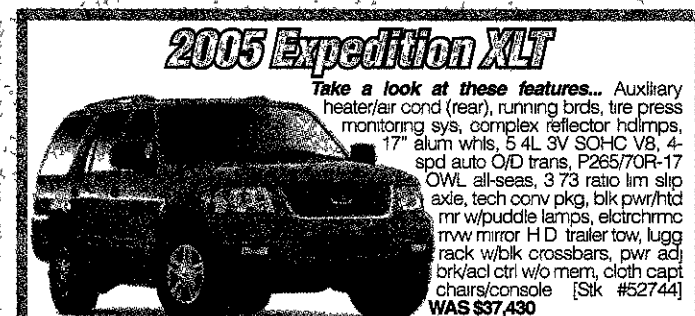 2005 Expedition XLT
Take a look at these features... Auxiliary
heater/air cond (rear), running brds, tire press
monitoring sys, complex reflector hdlmps,
17" alum whls, 5 4L 3V SOHC V8, 4-
spd auto O/D trans, P265/70R-17
OWL all-seas, 3 73 ratio lim slip
axle, tech conv pkg, blk pwr/htd
mr w/puddle lamps, elctrchrmc
rvw mirror H D trailer tow, lugg
rack w/blk crossbars, pwr adj
brk/acl ctrl w/o mem, cloth capt
chairs/console [Stk #52744]
WAS $37,430